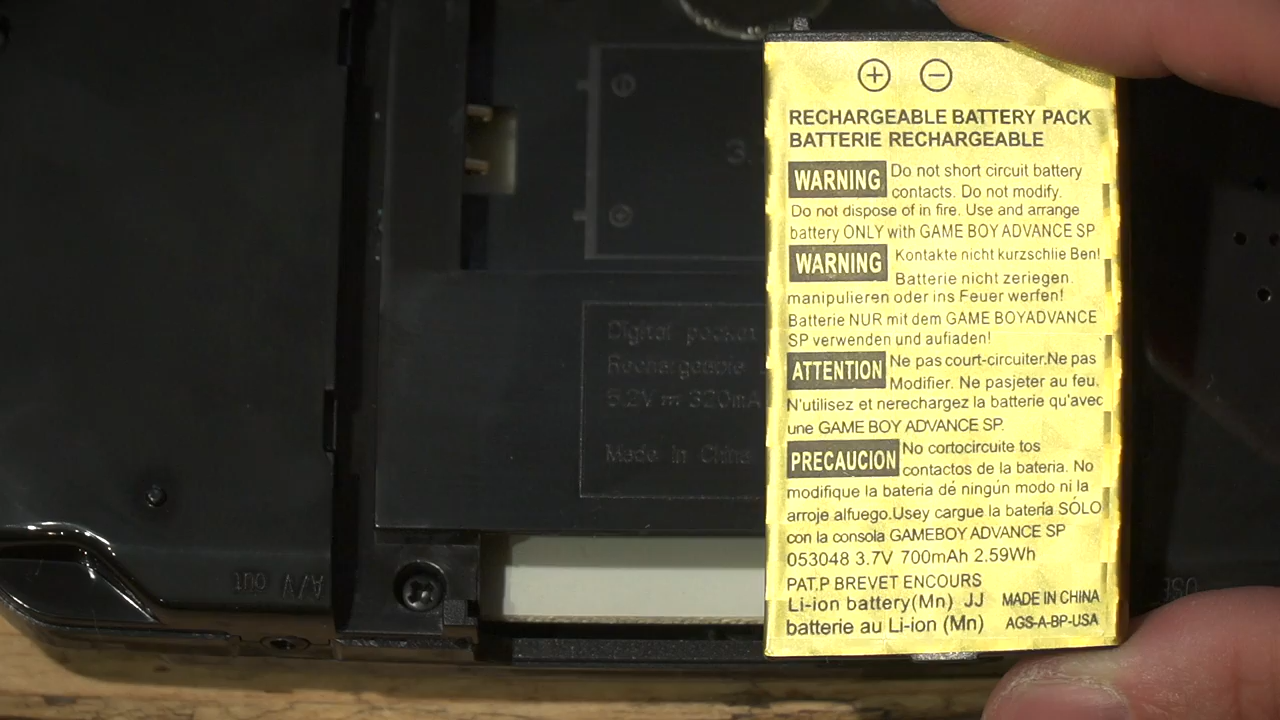 + −
RECHARGEABLE BATTERY PACK
BATTERIE RECHARGEABLE
WARNING Do not short circuit battery
contacts. Do not modify.
Do not dispose of in fire. Use and arrange
battery ONLY with GAME BOY ADVANCE SP
WARNING Kontakte nicht kurzschlie Ben!
Batterie nicht zeriegen.
manipulieren oder ins Feuer werfen!
Batterie NUR mit dem GAME BOYADVANCE
SP verwenden und aufiaden!
ATTENTION Ne pas court-circuiter.Ne pas
Modifier. Ne pasjeter au feu.
N'utilisez et nerechargez la batterie qu'avec
une GAME BOY ADVANCE SP.
PRECAUCION No cortocircuite tos
contactos de la bateria. No
modifique la bateria dé ningún modo ni la
arroje alfuego.Usey cargue la batería SÓLO
con la consola GAMEBOY ADVANCE SP
053048 3.7V 700mAh 2.59Wh
PAT.P BREVET ENCOURS
Li-ion battery(Mn) JJ MADE IN CHINA
batterie au Li-ion (Mn) AGS-A-BP-USA
3.
Digital pocket
Rechargeable
5.2V 320mA
Made in China
A/V out